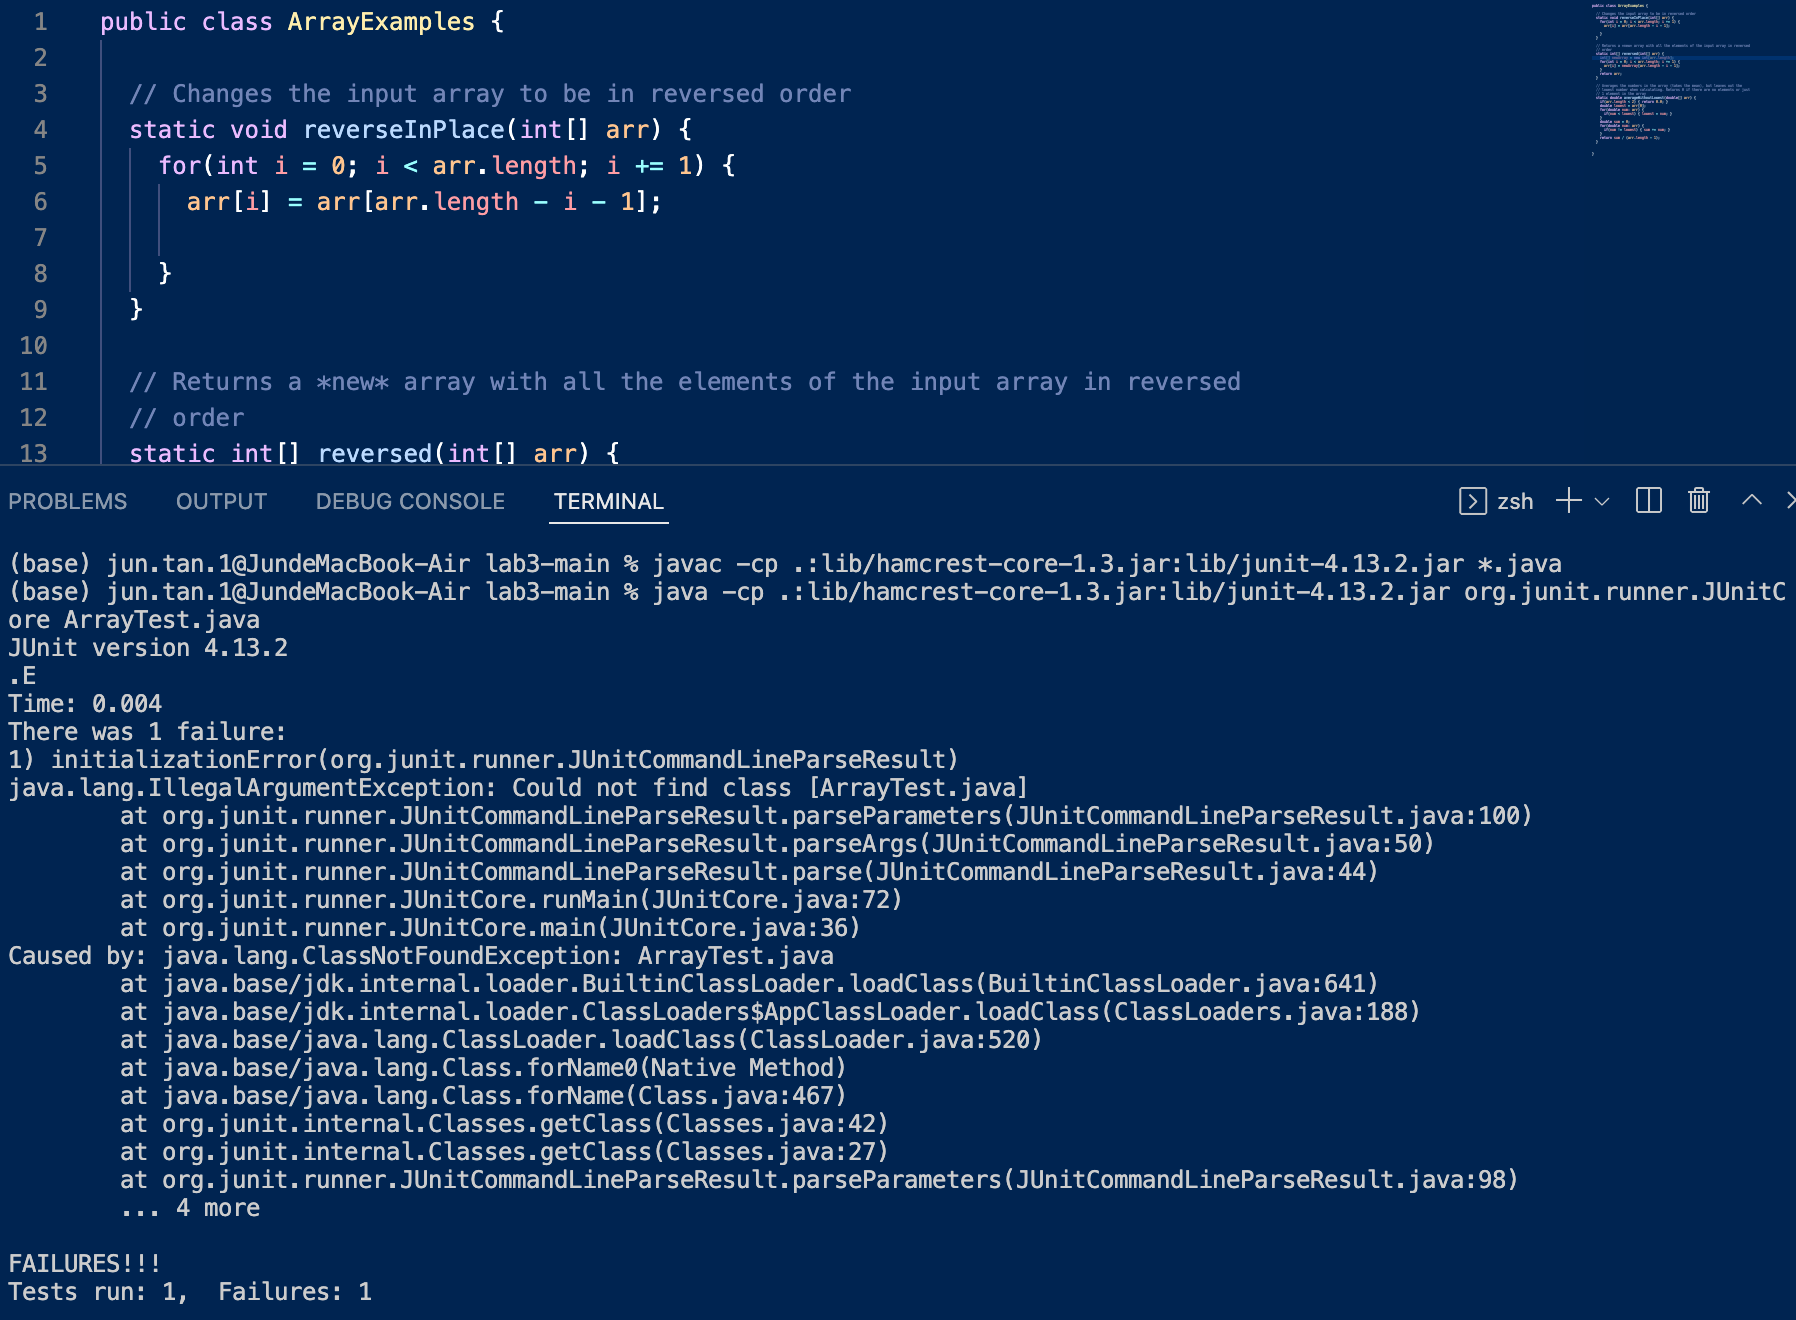 1 public class ArrayExamples {
2
3 // Changes the input array to be in reversed order
4 static void reverseInPlace(int[] arr) {
5 for(int i = 0; i < arr.length; i += 1) {
6 arr[i] = arr[arr.length - i - 1];
7
8 }
9 }
10
11 // Returns a *new* array with all the elements of the input array in reversed
12 // order
13 static int[] reversed(int[] arr) {
PROBLEMS OUTPUT DEBUG CONSOLE TERMINAL zsh
(base) jun.tan.1@JundeMacBook-Air lab3-main % javac -cp .:lib/hamcrest-core-1.3.jar:lib/junit-4.13.2.jar *.java
(base) jun.tan.1@JundeMacBook-Air lab3-main % java -cp .:lib/hamcrest-core-1.3.jar:lib/junit-4.13.2.jar org.junit.runner.JUnitC
ore ArrayTest.java
JUnit version 4.13.2
.E
Time: 0.004
There was 1 failure:
1) initializationError(org.junit.runner.JUnitCommandLineParseResult)
java.lang.IllegalArgumentException: Could not find class [ArrayTest.java]
at org.junit.runner.JUnitCommandLineParseResult.parseParameters(JUnitCommandLineParseResult.java:100)
at org.junit.runner.JUnitCommandLineParseResult.parseArgs(JUnitCommandLineParseResult.java:50)
at org.junit.runner.JUnitCommandLineParseResult.parse(JUnitCommandLineParseResult.java:44)
at org.junit.runner.JUnitCore.runMain(JUnitCore.java:72)
at org.junit.runner.JUnitCore.main(JUnitCore.java:36)
Caused by: java.lang.ClassNotFoundException: ArrayTest.java
at java.base/jdk.internal.loader.BuiltinClassLoader.loadClass(BuiltinClassLoader.java:641)
at java.base/jdk.internal.loader.ClassLoaders$AppClassLoader.loadClass(ClassLoaders.java:188)
at java.base/java.lang.ClassLoader.loadClass(ClassLoader.java:520)
at java.base/java.lang.Class.forName0(Native Method)
at java.base/java.lang.Class.forName(Class.java:467)
at org.junit.internal.Classes.getClass(Classes.java:42)
at org.junit.internal.Classes.getClass(Classes.java:27)
at org.junit.runner.JUnitCommandLineParseResult.parseParameters(JUnitCommandLineParseResult.java:98)
... 4 more
FAILURES!!!
Tests run: 1,  Failures: 1